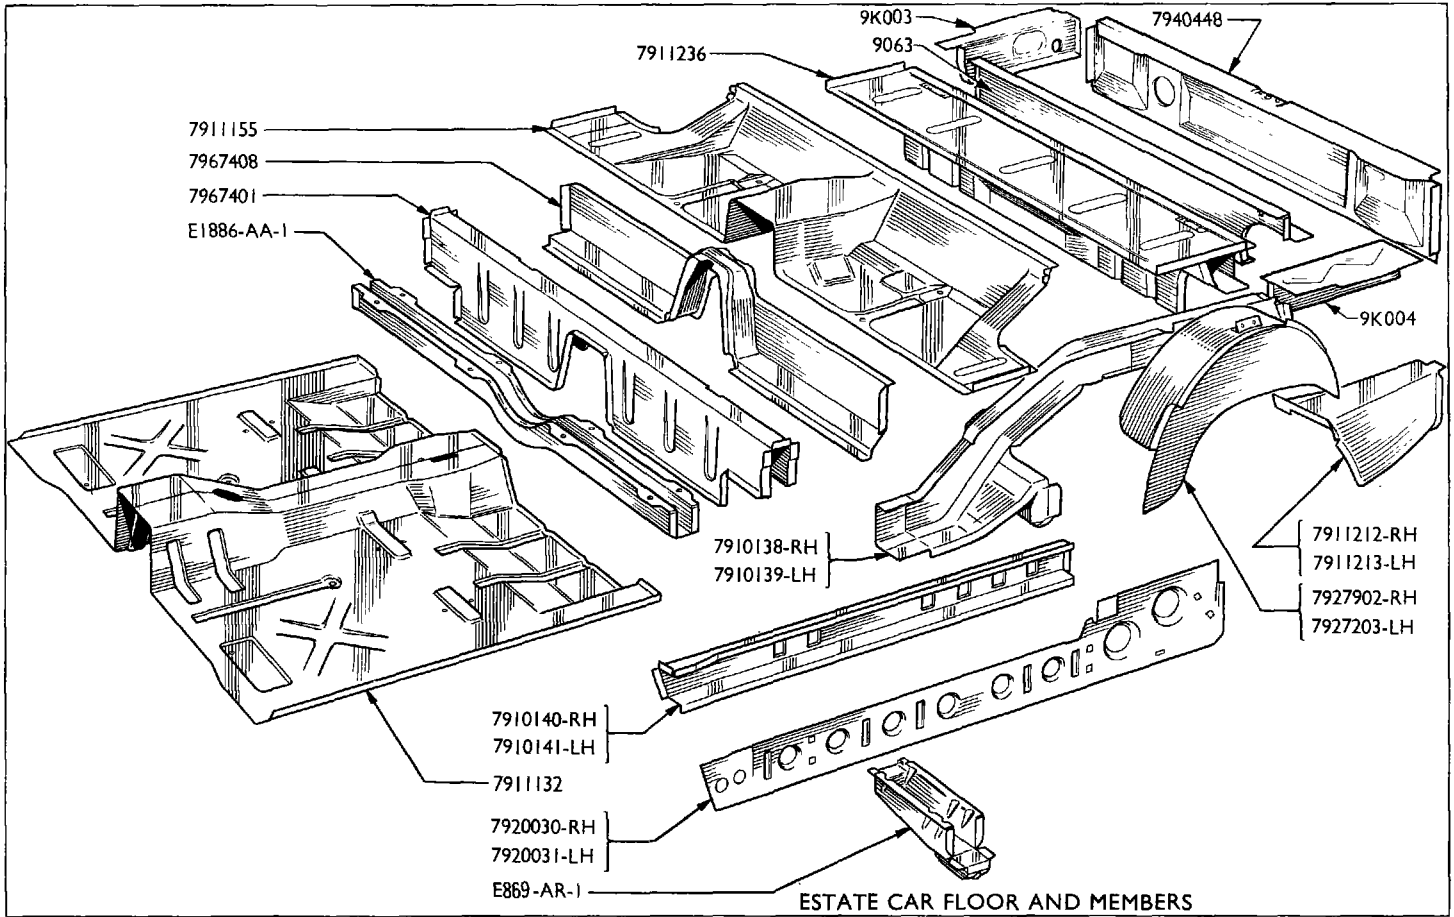 9K003
7940448
9063
7911236
7911155
7967408
7967401
E1886-AA-1
9K004
7910138-RH
7910139-LH
7911212-RH
7911213-LH
7927902-RH
7927203-LH
7910140-RH
7910141-LH
7911132
7920030-RH
7920031-LH
E869-AR-1
ESTATE CAR FLOOR AND MEMBERS